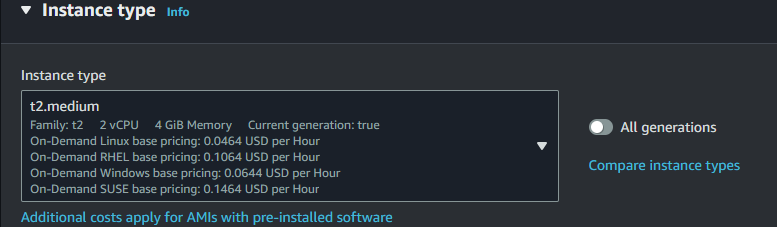 Instance type Info
Instance type
t2.medium
Family: t2 2 vCPU 4 GiB Memory Current generation: true
On-Demand Linux base pricing: 0.0464 USD per Hour
On-Demand RHEL base pricing: 0.1064 USD per Hour
On-Demand Windows base pricing: 0.0644 USD per Hour
On-Demand SUSE base pricing: 0.1464 USD per Hour
All generations
Compare instance types
Additional costs apply for AMIs with pre-installed software